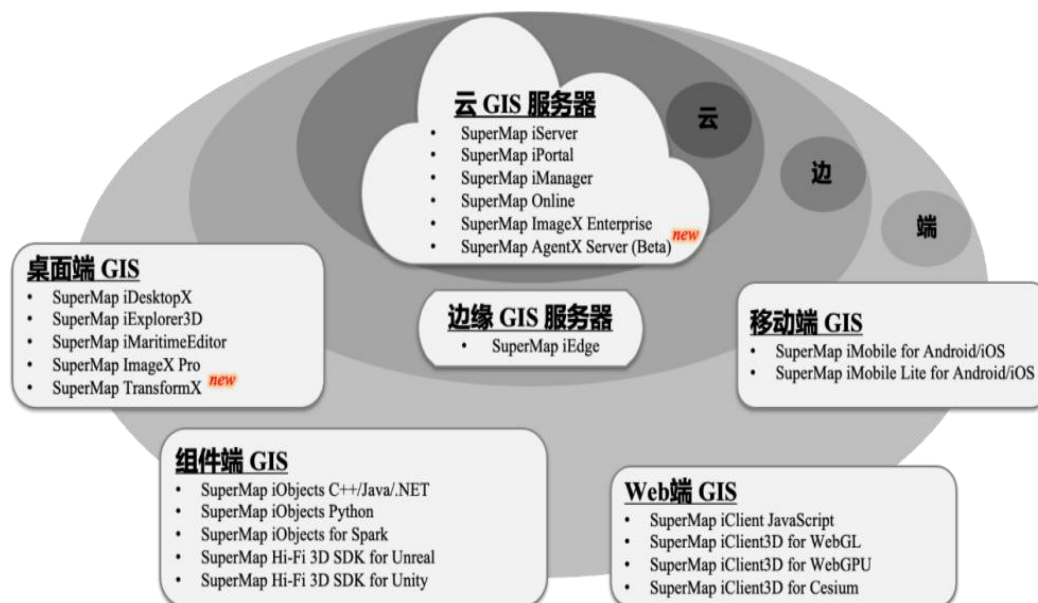 云 GIS 服务器
• SuperMap iServer
• SuperMap iPortal
• SuperMap iManager
• SuperMap Online
• SuperMap ImageX Enterprise
• SuperMap AgentX Server (Beta) new
云
边
端
桌面端 GIS
• SuperMap iDesktopX
• SuperMap iExplorer3D
• SuperMap iMaritimeEditor
• SuperMap ImageX Pro
• SuperMap TransformX new
边缘 GIS 服务器
• SuperMap iEdge
移动端 GIS
• SuperMap iMobile for Android/iOS
• SuperMap iMobile Lite for Android/iOS
组件端 GIS
• SuperMap iObjects C++/Java/.NET
• SuperMap iObjects Python
• SuperMap iObjects for Spark
• SuperMap Hi-Fi 3D SDK for Unreal
• SuperMap Hi-Fi 3D SDK for Unity
Web端 GIS
• SuperMap iClient JavaScript
• SuperMap iClient3D for WebGL
• SuperMap iClient3D for WebGPU
• SuperMap iClient3D for Cesium